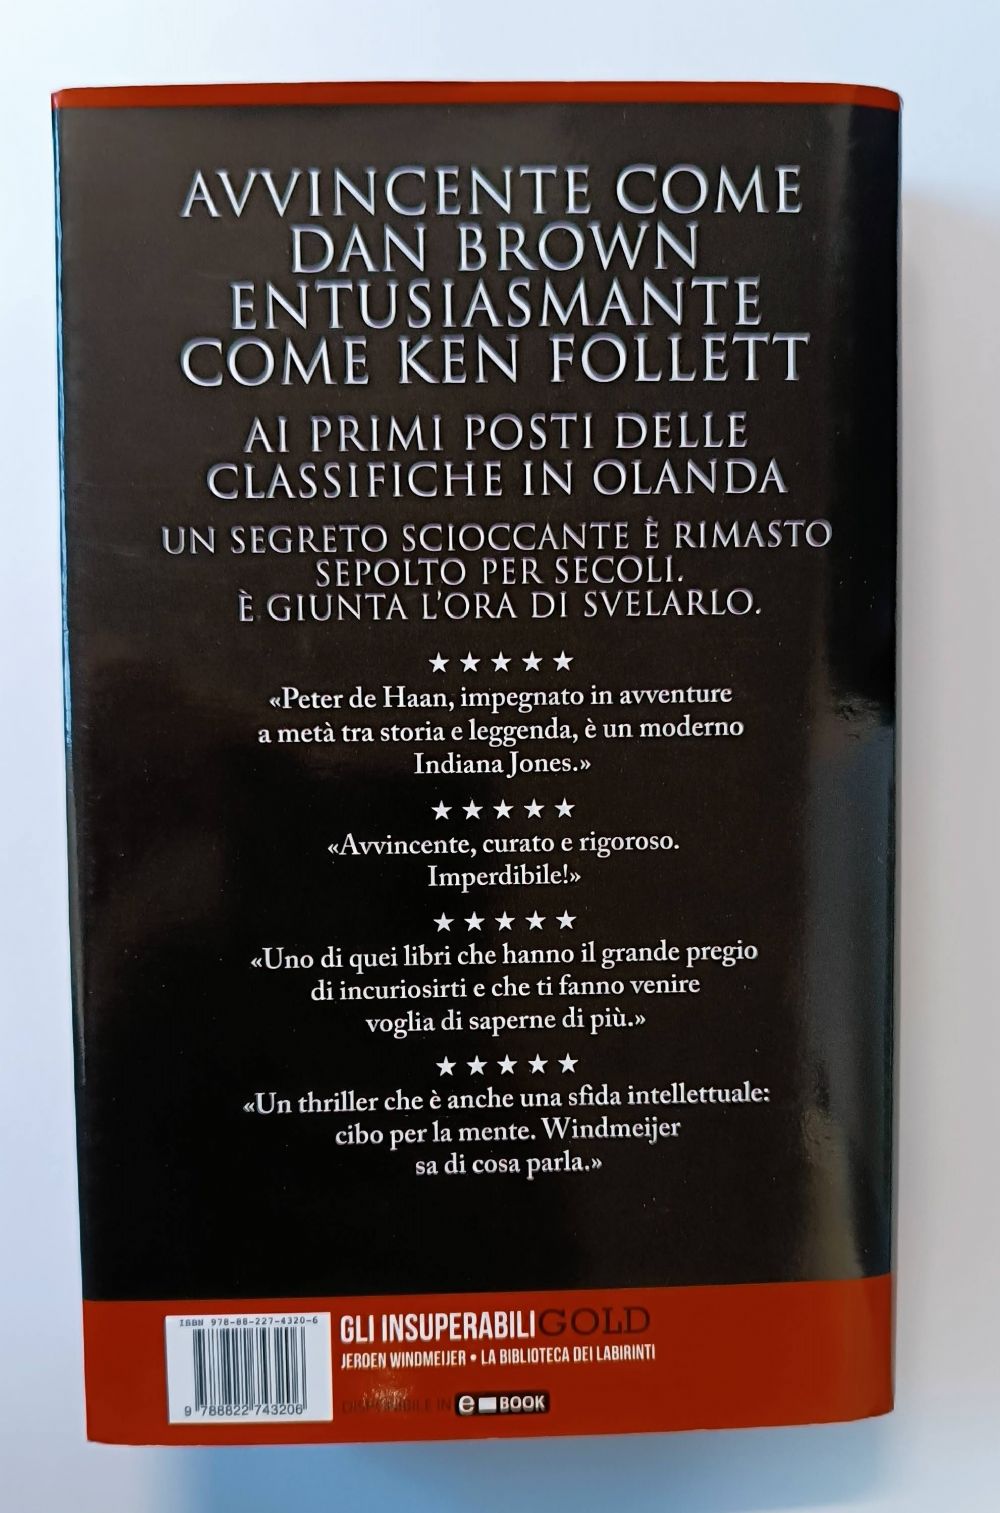 AVVINCENTE COME
DAN BROWN
ENTUSIASMANTE
COME KEN FOLLETT
AI PRIMI POSTI DELLE
CLASSIFICHE IN OLANDA
UN SEGRETO SCIOCCANTE È RIMASTO
SEPOLTO PER SECOLI.
È GIUNTA L'ORA DI SVELARLO.
★★★★★
«Peter de Haan, impegnato in avventure
a metà tra storia e leggenda, è un moderno
Indiana Jones.»
★★★★★
«Avvincente, curato e rigoroso.
Imperdibile!»
★★★★★
«Uno di quei libri che hanno il grande pregio
di incuriosirti e che ti fanno venire
voglia di saperne di più.»
★★★★★
«Un thriller che è anche una sfida intellettuale:
cibo per la mente. Windmeijer
sa di cosa parla.»
ISBN 978-88-227-4320-6
9 788822 743206
GLI INSUPERABILI GOLD
JEROEN WINDMEIJER • LA BIBLIOTECA DEI LABIRINTI
DISPONIBILE IN eBOOK